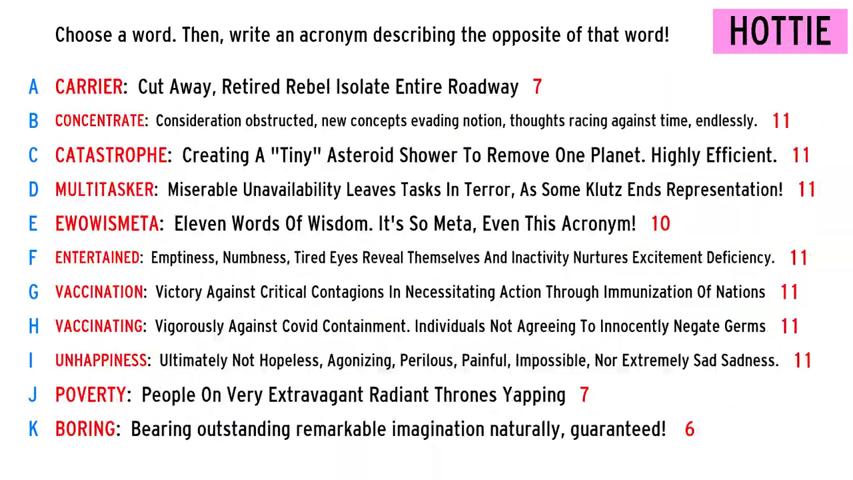 Choose a word. Then, write an acronym describing the opposite of that word!
HOTTIE
A CARRIER: Cut Away, Retired Rebel Isolate Entire Roadway 7
B CONCENTRATE: Consideration obstructed, new concepts evading notion, thoughts racing against time, endlessly. 11
C CATASTROPHE: Creating A "Tiny" Asteroid Shower To Remove One Planet. Highly Efficient. 11
D MULTITASKER: Miserable Unavailability Leaves Tasks In Terror, As Some Klutz Ends Representation! 11
E EWOWISMETA: Eleven Words Of Wisdom. It's So Meta, Even This Acronym! 10
F ENTERTAINED: Emptiness, Numbness, Tired Eyes Reveal Themselves And Inactivity Nurtures Excitement Deficiency. 11
G VACCINATION: Victory Against Critical Contagions In Necessitating Action Through Immunization Of Nations 11
H VACCINATING: Vigorously Against Covid Containment. Individuals Not Agreeing To Innocently Negate Germs 11
I UNHAPPINESS: Ultimately Not Hopeless, Agonizing, Perilous, Painful, Impossible, Nor Extremely Sad Sadness. 11
J POVERTY: People On Very Extravagant Radiant Thrones Yapping 7
K BORING: Bearing outstanding remarkable imagination naturally, guaranteed! 6